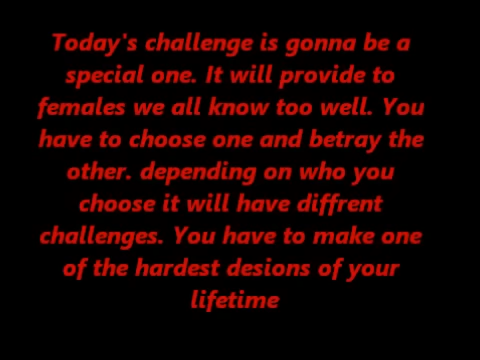 Today's challenge is gonna be a
special one. It will provide to
females we all know too well. You
have to choose one and betray the
other. depending on who you
choose it will have diffrent
challenges. You have to make one
of the hardest desions of your
lifetime